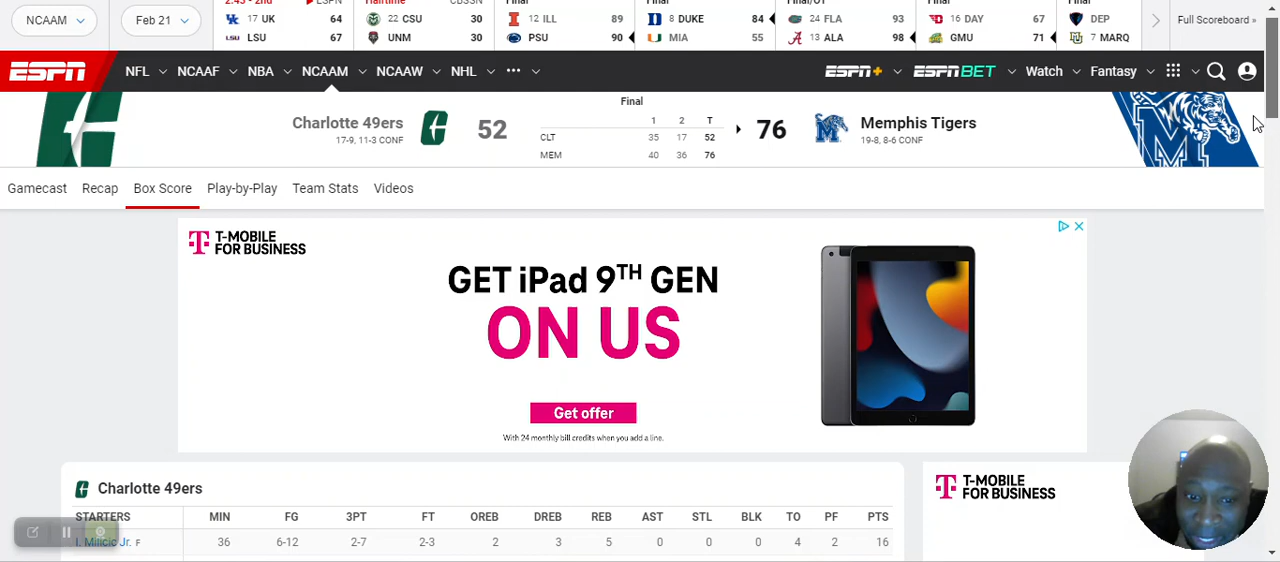 NCAAM
Feb 21
2:43 - 2nd ESPN
17 UK 64
LSU 67
Halftime CBSSN
22 CSU 30
UNM 30
Final
12 ILL 89
PSU 90
Final
8 DUKE 84
MIA 55
Final/OT
24 FLA 93
13 ALA 98
Final
16 DAY 67
GMU 71
Final
DEP
7 MARQ
Full Scoreboard »
ESPN
NFL
NCAAF
NBA
NCAAM
NCAAW
NHL
ESPN+
ESPN BET
Watch
Fantasy
Charlotte 49ers
17-9, 11-3 CONF
52
Final
1 2 T
CLT 35 17 52
MEM 40 36 76
76
Memphis Tigers
19-8, 8-6 CONF
Gamecast Recap Box Score Play-by-Play Team Stats Videos
T-MOBILE
FOR BUSINESS
GET iPad 9TH GEN
ON US
Get offer
With 24 monthly bill credits when you add a line.
Charlotte 49ers
STARTERS MIN FG 3PT FT OREB DREB REB AST STL BLK TO PF PTS
I. Milicic Jr. F 36 6-12 2-7 2-3 2 3 5 0 0 0 4 2 16
T-MOBILE
FOR BUSINESS